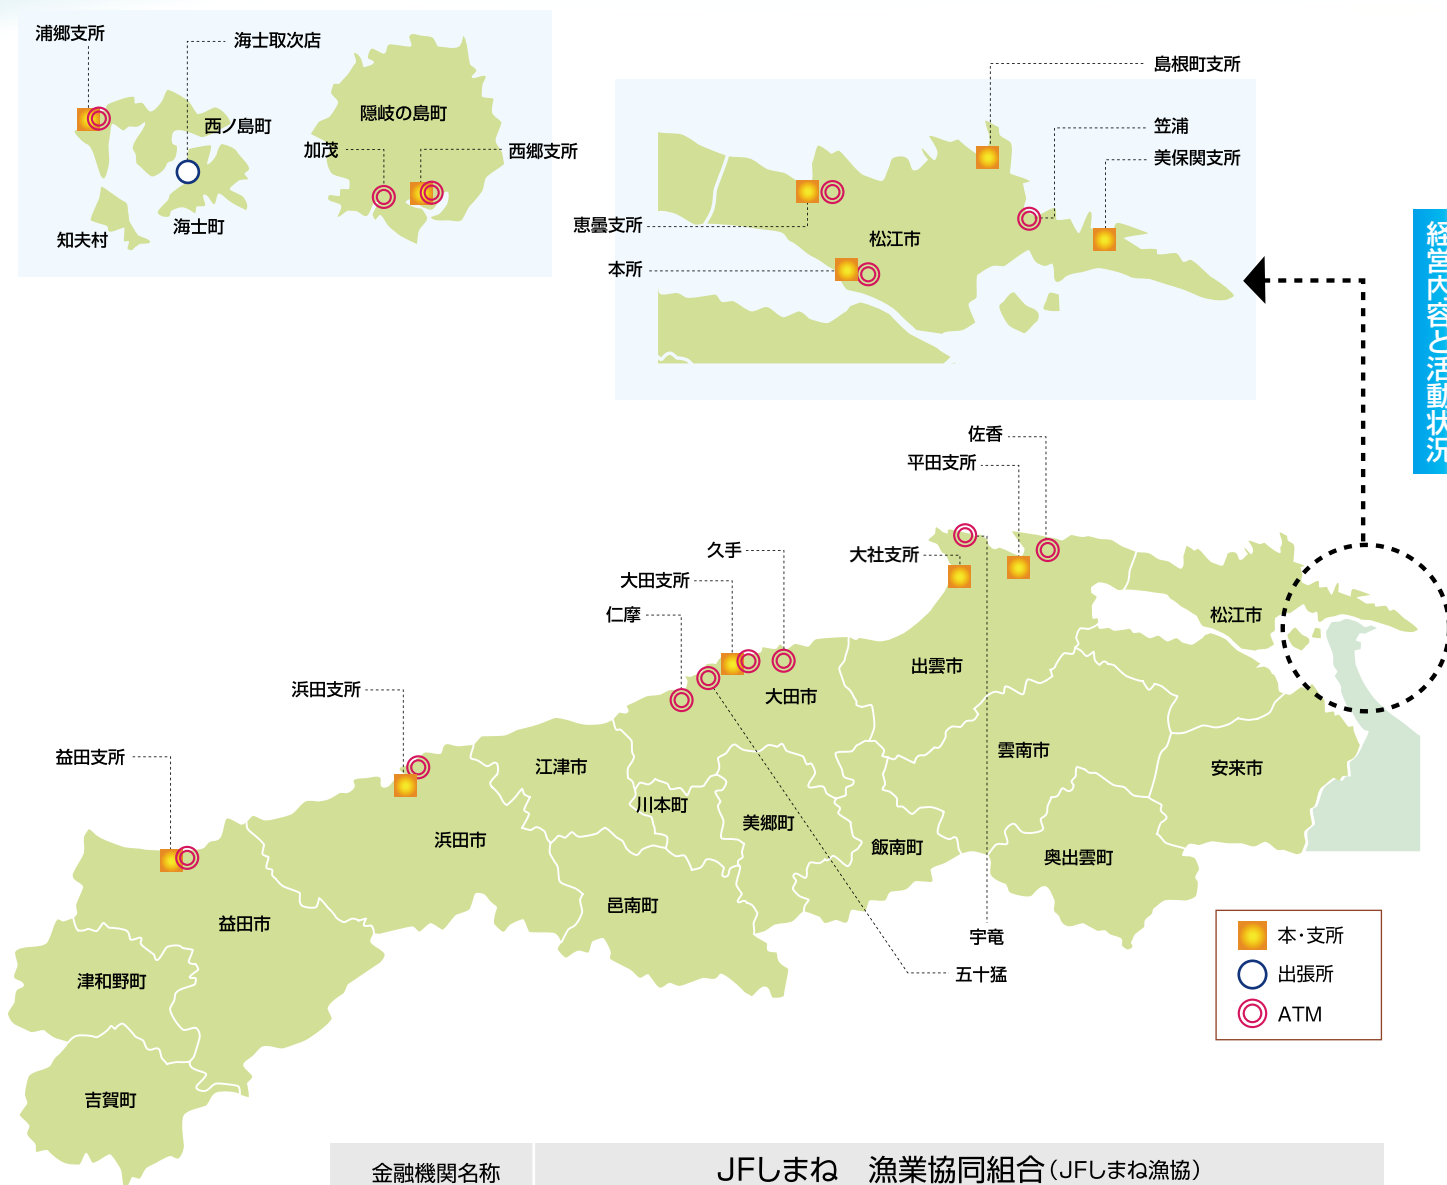 浦郷支所
海士取次店
西ノ島町
隠岐の島町
加茂
西郷支所
海士町
知夫村
島根町支所
笠浦
美保関支所
恵曇支所
松江市
本所
経営内容と活動状況
佐香
平田支所
久手
大社支所
大田支所
仁摩
松江市
出雲市
浜田支所
大田市
益田支所
江津市
雲南市
安来市
川本町
美郷町
浜田市
飯南町
奥出雲町
邑南町
益田市
宇竜
五十猛
津和野町
吉賀町
本・支所
出張所
ATM
金融機関名称
JFしまね 漁業協同組合(JFしまね漁協)